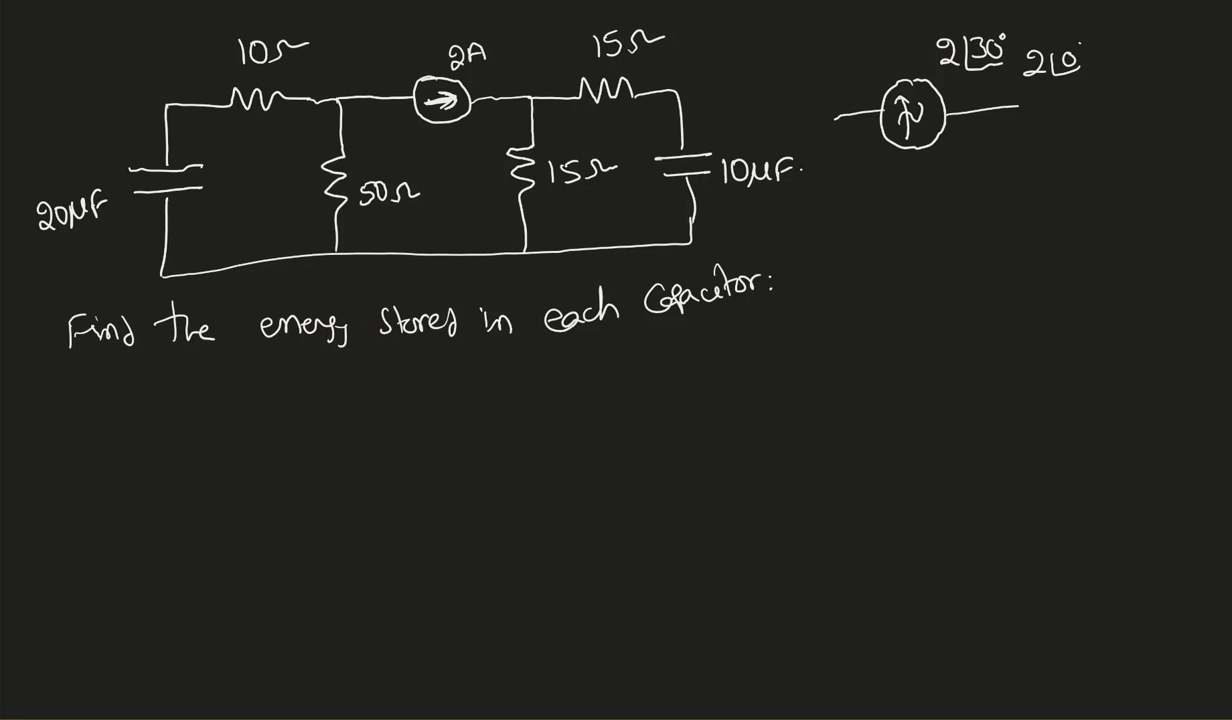 10Ω
2A
15Ω
2∠30° 2∠0°
20μF
50Ω
15Ω
10μF.
Find the energy stored in each Capacitor: